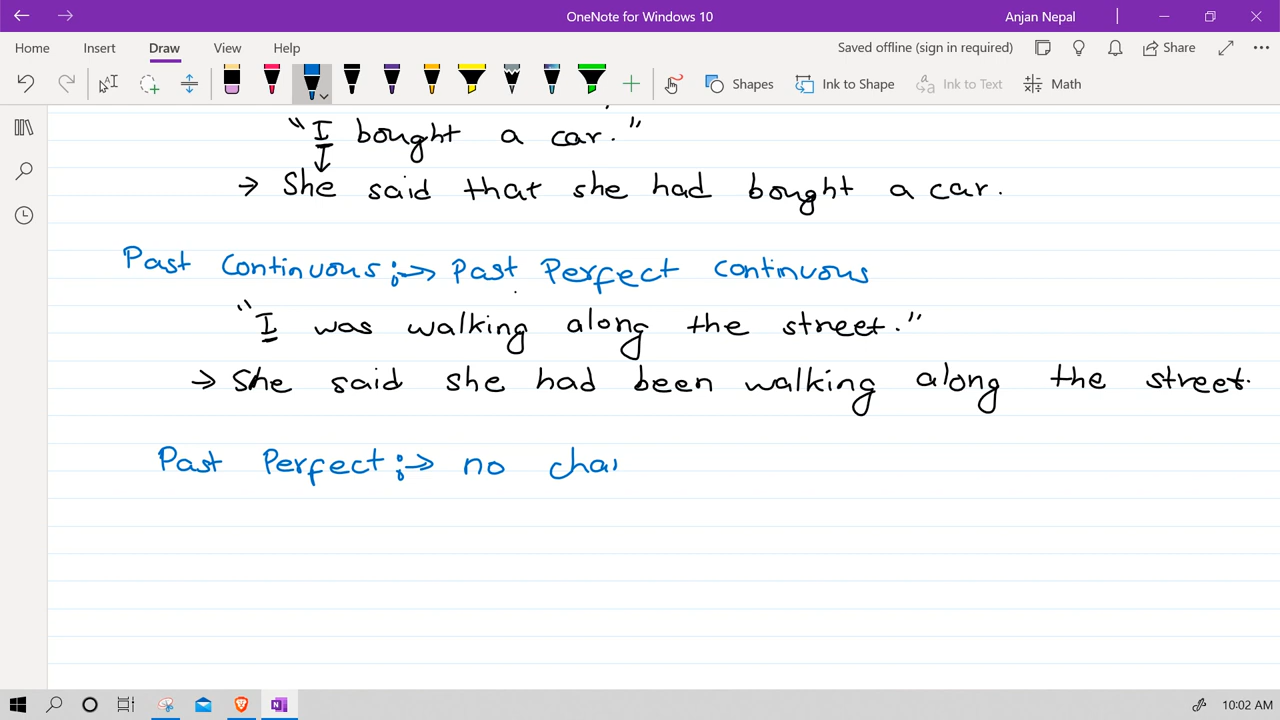 OneNote for Windows 10
Anjan Nepal
Home Insert Draw View Help
Saved offline (sign in required)
Share
Shapes
Ink to Shape
Ink to Text
Math
"I bought a car."
→ She said that she had bought a car.
Past Continuous :→ Past Perfect continuous
"I was walking along the street."
→ She said she had been walking along the street.
Past Perfect :→ no cha
10:02 AM